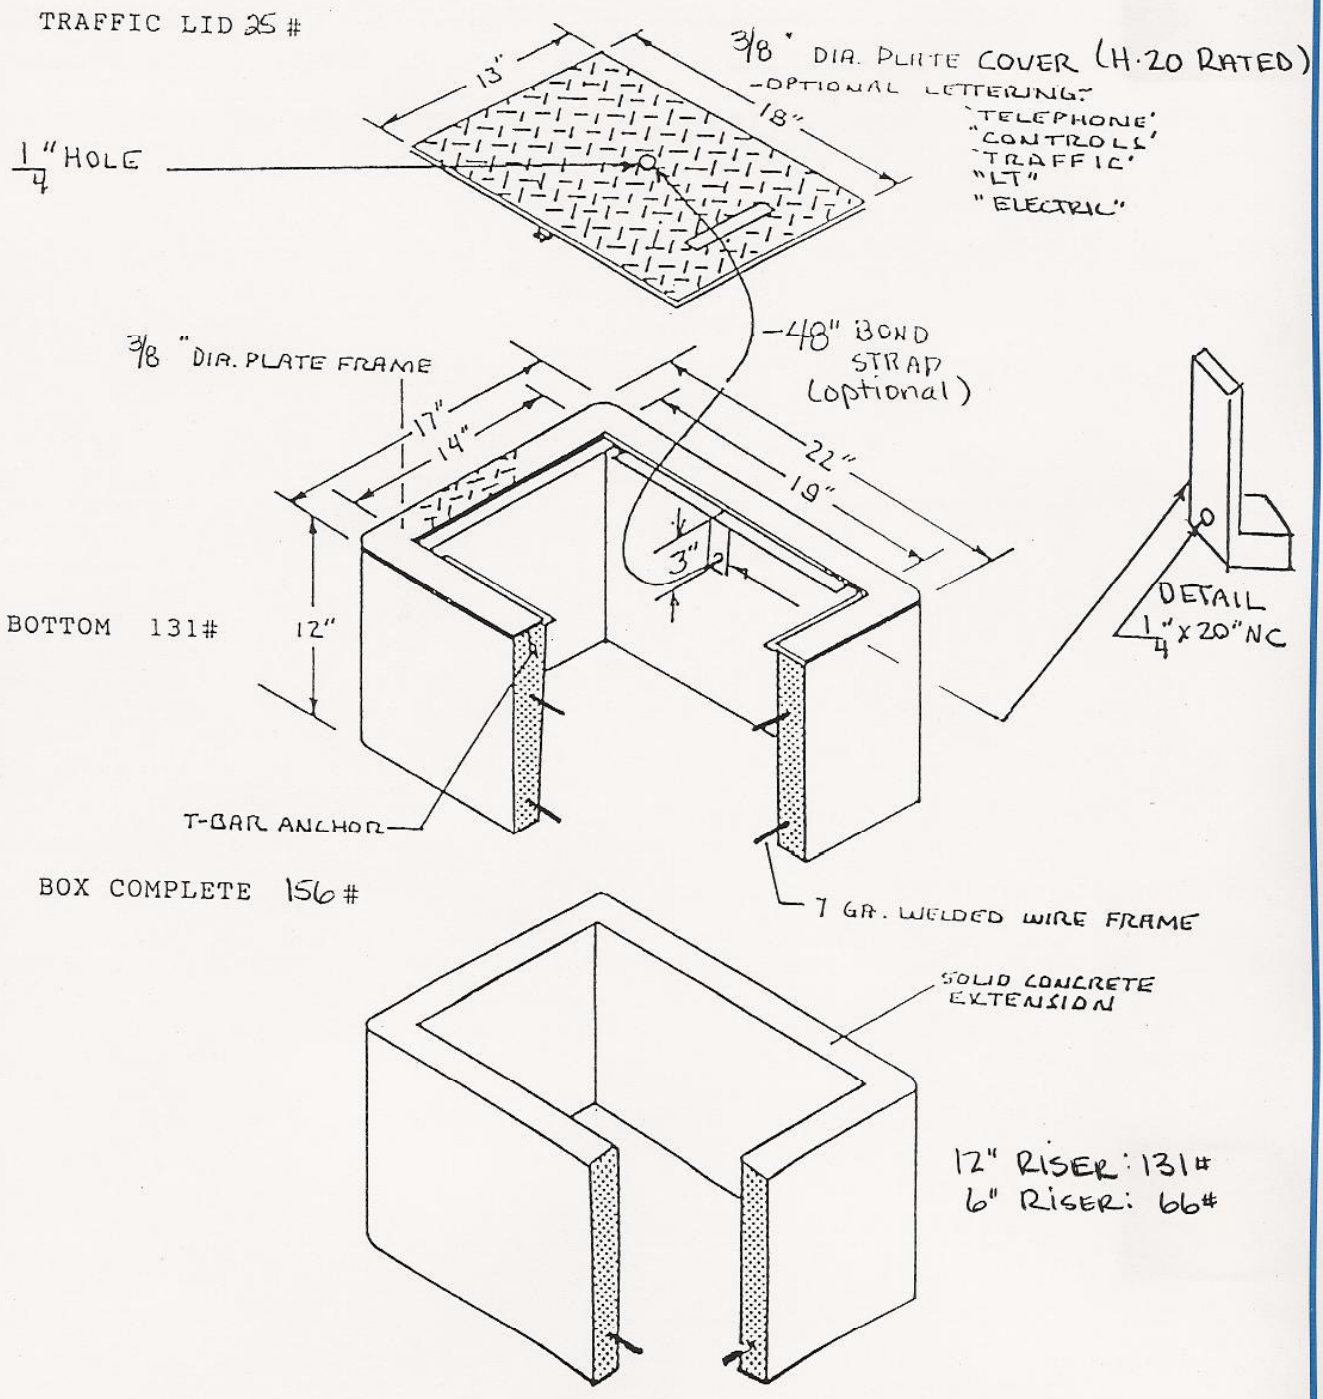 TRAFFIC LID 25#
3/8" DIA. PLATE COVER (H-20 RATED)
-OPTIONAL LETTERING-
"TELEPHONE"
"CONTROLS"
"TRAFFIC"
"LT"
"ELECTRIC"
13"
18"
1/4" HOLE
-48" BOND
STRAP
(optional)
3/8 "DIA. PLATE FRAME
17"
14"
22"
19"
3"
2
BOTTOM 131#
12"
DETAIL
1/4" x 20" NC
T-BAR ANCHOR
BOX COMPLETE 156#
7 GA. WELDED WIRE FRAME
SOLID CONCRETE
EXTENSION
12" RISER: 131#
6" RISER: 66#